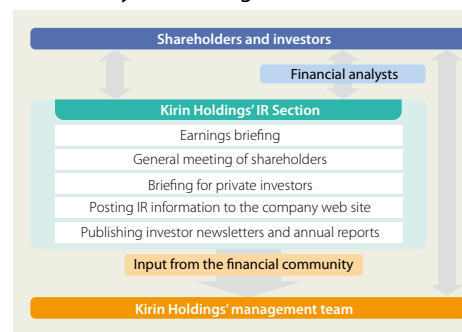 Shareholders and investors
Financial analysts
Kirin Holdings' IR Section
Earnings briefing
General meeting of shareholders
Briefing for private investors
Posting IR information to the company web site
Publishing investor newsletters and annual reports
Input from the financial community
Kirin Holdings' management team